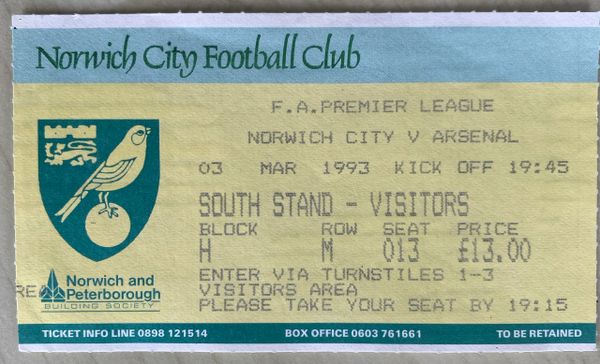 Norwich City Football Club
F.A.PREMIER LEAGUE
NORWICH CITY V ARSENAL
03 MAR 1993 KICK OFF 19:45
SOUTH STAND - VISITORS
BLOCK ROW SEAT PRICE
H M 013 £13.00
ENTER VIA TURNSTILES 1-3
VISITORS AREA
PLEASE TAKE YOUR SEAT BY 19:15
RE
Norwich and
Peterborough
BUILDING SOCIETY
TICKET INFO LINE 0898 121514 BOX OFFICE 0603 761661 TO BE RETAINED